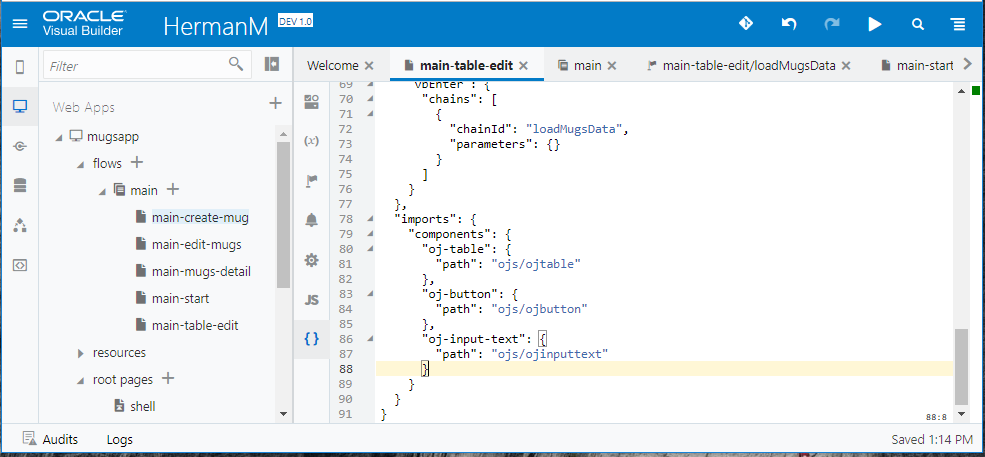 ORACLE
Visual Builder
HermanM
DEV 1.0
Filter
Web Apps
mugsapp
flows
main
main-create-mug
main-edit-mugs
main-mugs-detail
main-start
main-table-edit
resources
root pages
shell
(x)
JS
{ }
Welcome
main-table-edit
main
main-table-edit/loadMugsData
main-start
69 "vbEnter": {
70 "chains": [
71 {
72 "chainId": "loadMugsData",
73 "parameters": {}
74 }
75 ]
76 }
77 },
78 "imports": {
79 "components": {
80 "oj-table": {
81 "path": "ojs/ojtable"
82 },
83 "oj-button": {
84 "path": "ojs/ojbutton"
85 },
86 "oj-input-text": {
87 "path": "ojs/ojinputtext"
88 }
89 }
90 }
91 }
88:8
Audits
Logs
Saved 1:14 PM